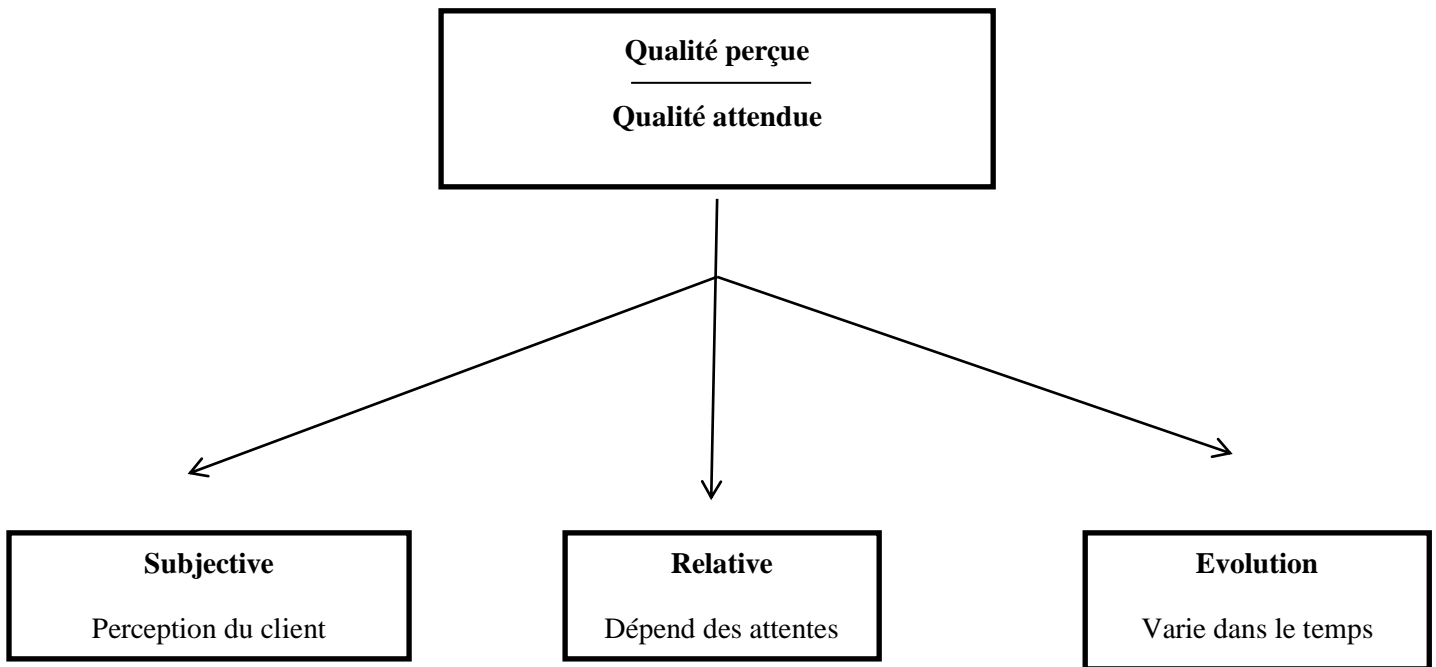 Qualité perçue
Qualité attendue
Subjective
Perception du client
Relative
Dépend des attentes
Evolution
Varie dans le temps